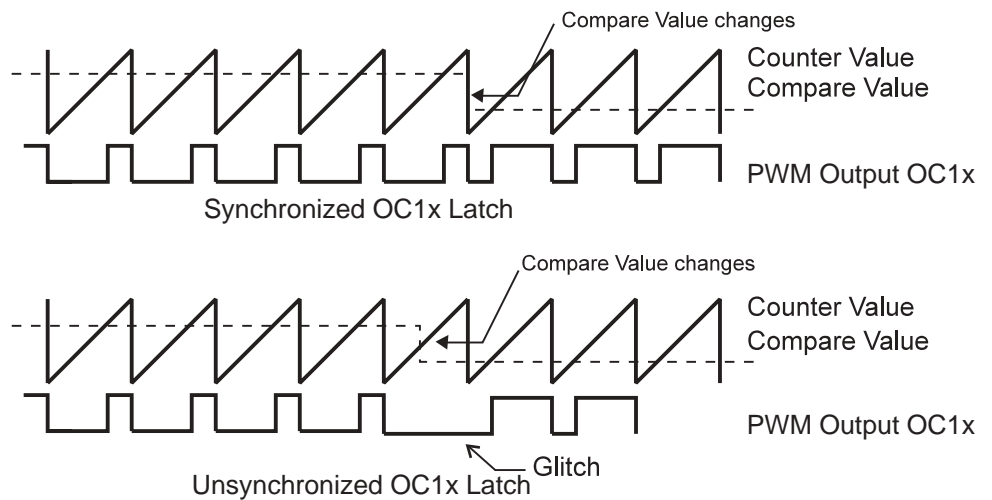 Compare Value changes
Counter Value
Compare Value
PWM Output OC1x
Synchronized OC1x Latch
Compare Value changes
Counter Value
Compare Value
PWM Output OC1x
Glitch
Unsynchronized OC1x Latch